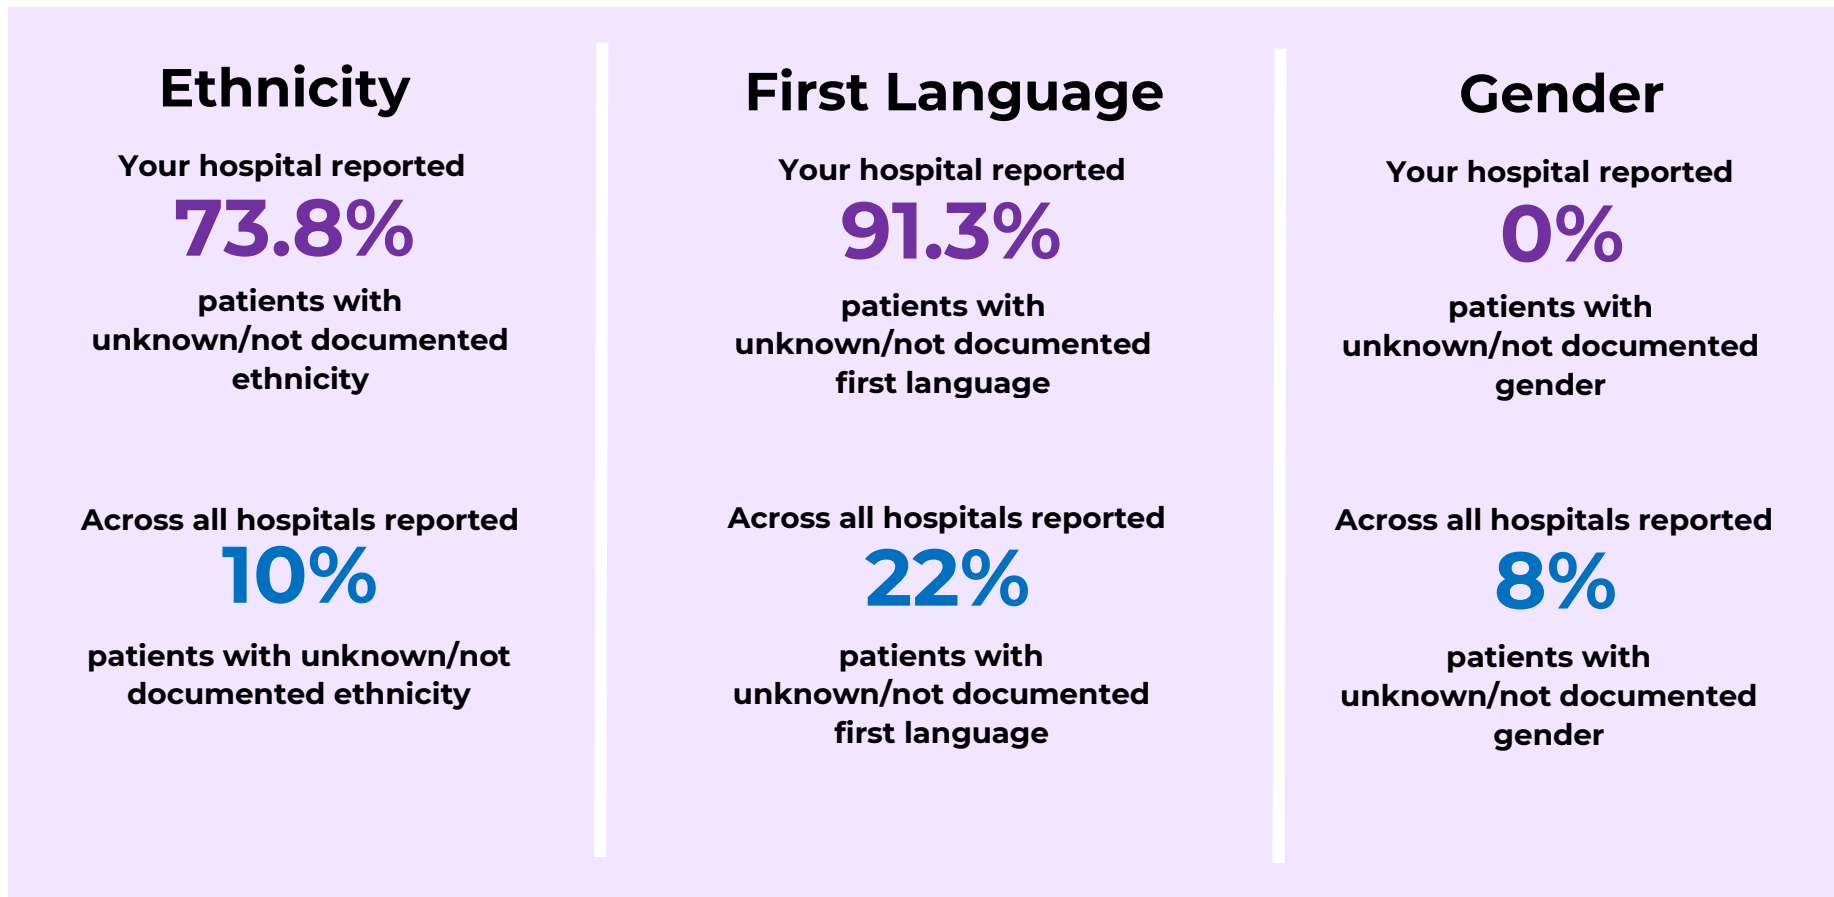 Ethnicity
Your hospital reported
73.8%
patients with
unknown/not documented
ethnicity
Across all hospitals reported
10%
patients with unknown/not
documented ethnicity
First Language
Your hospital reported
91.3%
patients with
unknown/not documented
first language
Across all hospitals reported
22%
patients with
unknown/not documented
first language
Gender
Your hospital reported
0%
patients with
unknown/not documented
gender
Across all hospitals reported
8%
patients with
unknown/not documented
gender